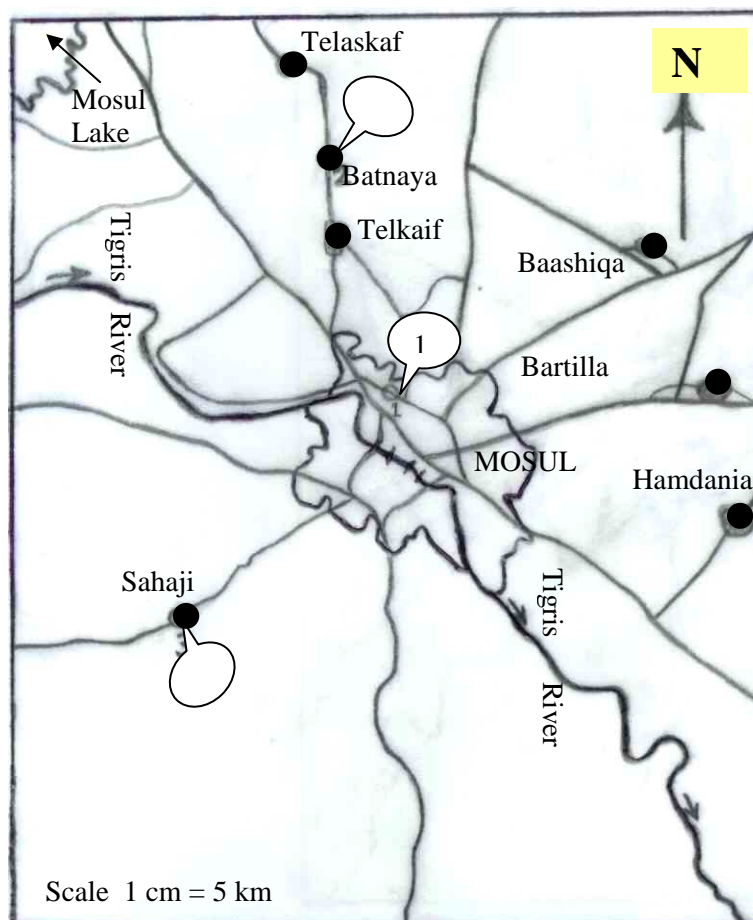 Telaskaf
N
Mosul
Lake
Batnaya
Telkaif
Tigris
River
Baashiqa
1
Bartilla
1
MOSUL
Hamdania
Sahaji
Tigris
River
Scale 1 cm = 5 km